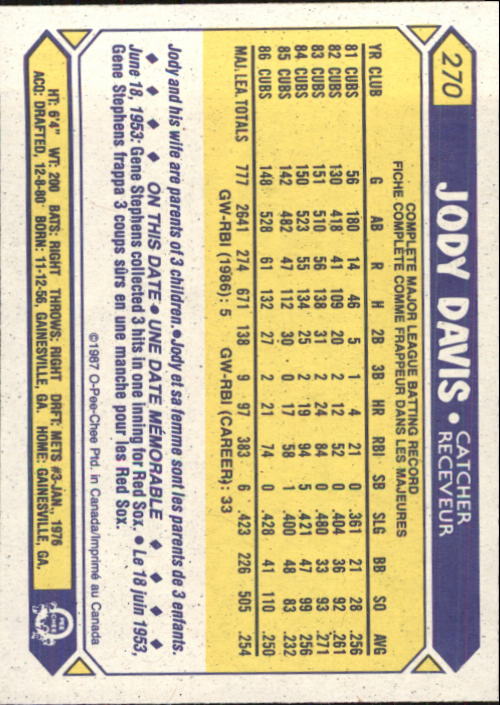 270
JODY DAVIS • CATCHER
RECEVEUR
COMPLETE MAJOR LEAGUE BATTING RECORD
FICHE COMPLÈTE COMME FRAPPEUR DANS LES MAJEURES
YR CLUB G AB R H 2B 3B HR RBI SB SLG BB SO AVG
81 CUBS 56 180 14 46 5 1 4 21 0 .361 21 28 .256
82 CUBS 130 418 41 109 20 2 12 52 0 .404 36 92 .261
83 CUBS 151 510 56 138 31 2 24 84 0 .480 33 93 .271
84 CUBS 150 523 55 134 25 2 19 94 5 .421 47 99 .256
85 CUBS 142 482 47 112 30 0 17 58 1 .400 48 83 .232
86 CUBS 148 528 61 132 27 2 21 74 0 .428 41 110 .250
MAJ.LEA. TOTALS 777 2641 274 671 138 9 97 383 6 .423 226 505 .254
GW-RBI (1986): 5 GW-RBI (CAREER): 33
Jody and his wife are parents of 3 children. • Jody et sa femme sont les parents de 3 enfants.
ON THIS DATE • UNE DATE MÉMORABLE
June 18, 1953: Gene Stephens collected 3 hits in one inning for Red Sox. • Le 18 juin 1953,
Gene Stephens frappa 3 coups sûrs en une manche pour les Red Sox.
©1987 O-Pee-Chee Ptd. in Canada/Imprimé au Canada
HT: 6'4" WT: 200 BATS: RIGHT THROWS: RIGHT DRFT: METS #3-JAN., 1976
ACQ: DRAFTED, 12-8-80 BORN: 11-12-56, GAINESVILLE, GA. HOME: GAINESVILLE, GA.
O
PEE
CHEE